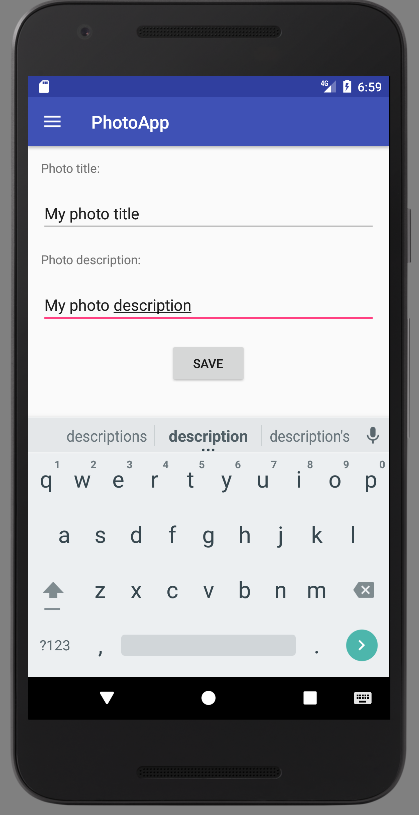 4G 6:59
PhotoApp
Photo title:
My photo title
Photo description:
My photo description
SAVE
descriptions description description's
1 2 3 4 5 6 7 8 9 0
q w e r t y u i o p
a s d f g h j k l
z x c v b n m
?123 , .